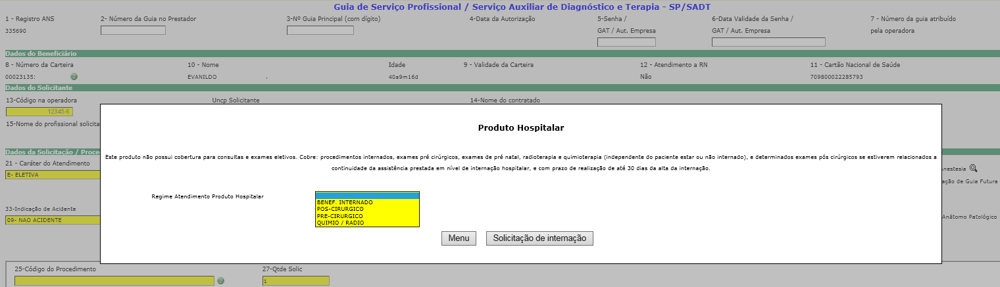 Guia de Serviço Profissional / Serviço Auxiliar de Diagnóstico e Terapia - SP/SADT
1 - Registro ANS 2- Número da Guia no Prestador 3-Nº Guia Principal (com dígito) 4-Data da Autorização 5-Senha / 6-Data Validade da Senha / 7 - Número da guia atribuído
335690 GAT / Aut. Empresa GAT / Aut. Empresa pela operadora
Dados do Beneficiário
8 - Número da Carteira 10 - Nome Idade 9 - Validade da Carteira 12 - Atendimento a RN 11 - Cartão Nacional de Saúde
00023135: EVANILDO . 40a9m16d Não 709800022285793
Dados do Solicitante
13-Código na operadora Uncp Solicitante 14-Nome do contratado
12345-6
15-Nome do profissional solicita
Produto Hospitalar
Dados da Solicitação / Proce
Este produto não possui cobertura para consultas e exames eletivos. Cobre: procedimentos internados, exames pré cirúrgicos, exames de pré natal, radioterapia e quimioterapia (independente do paciente estar ou não internado), e determinados exames pós cirúrgicos se estiverem relacionados a
continuidade da assistência prestada em nível de internação hospitalar, e com prazo de realização de até 30 dias da alta da internação.
21 - Caráter do Atendimento
nestesia
E- ELETIVA
ação de Guia Futura
Regime Atendimento Produto Hospitalar
BENEF. INTERNADO
POS-CIRURGICO
PRE-CIRURGICO
QUIMIO / RADIO
33-Indicação de Acidente
09- NAO ACIDENTE
Anátomo Patológico
Menu Solicitação de internação
25-Código do Procedimento 27-Qtde Solic
1